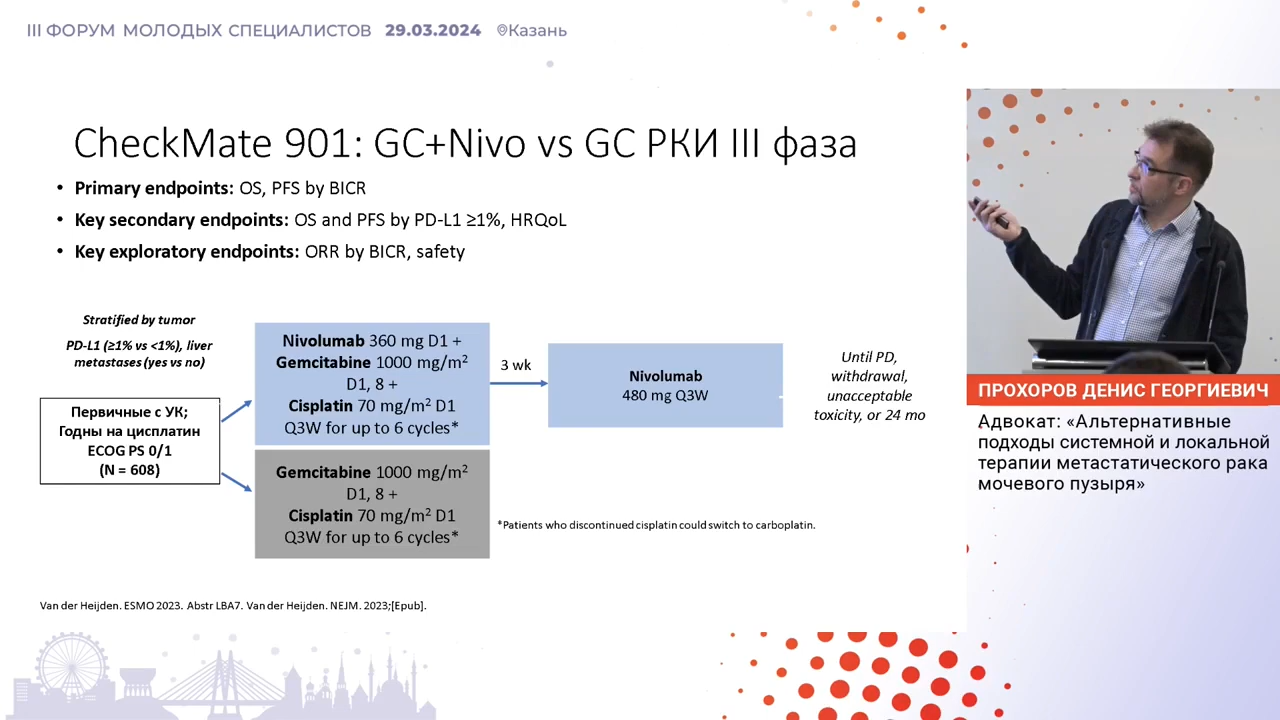 III ФОРУМ МОЛОДЫХ СПЕЦИАЛИСТОВ 29.03.2024 Казань
CheckMate 901: GC+Nivo vs GC РКИ III фаза
• Primary endpoints: OS, PFS by BICR
• Key secondary endpoints: OS and PFS by PD-L1 ≥1%, HRQoL
• Key exploratory endpoints: ORR by BICR, safety
Stratified by tumor
PD-L1 (≥1% vs <1%), liver
metastases (yes vs no)
Первичные с УК;
Годны на цисплатин
ECOG PS 0/1
(N = 608)
Nivolumab 360 mg D1 +
Gemcitabine 1000 mg/m²
D1, 8 +
Cisplatin 70 mg/m² D1
Q3W for up to 6 cycles*
Gemcitabine 1000 mg/m²
D1, 8 +
Cisplatin 70 mg/m² D1
Q3W for up to 6 cycles*
3 wk
Nivolumab
480 mg Q3W
Until PD,
withdrawal,
unacceptable
toxicity, or 24 mo
*Patients who discontinued cisplatin could switch to carboplatin.
Van der Heijden. ESMO 2023. Abstr LBA7. Van der Heijden. NEJM. 2023;[Epub].
ПРОХОРОВ ДЕНИС ГЕОРГИЕВИЧ
Адвокат: «Альтернативные
подходы системной и локальной
терапии метастатического рака
мочевого пузыря»